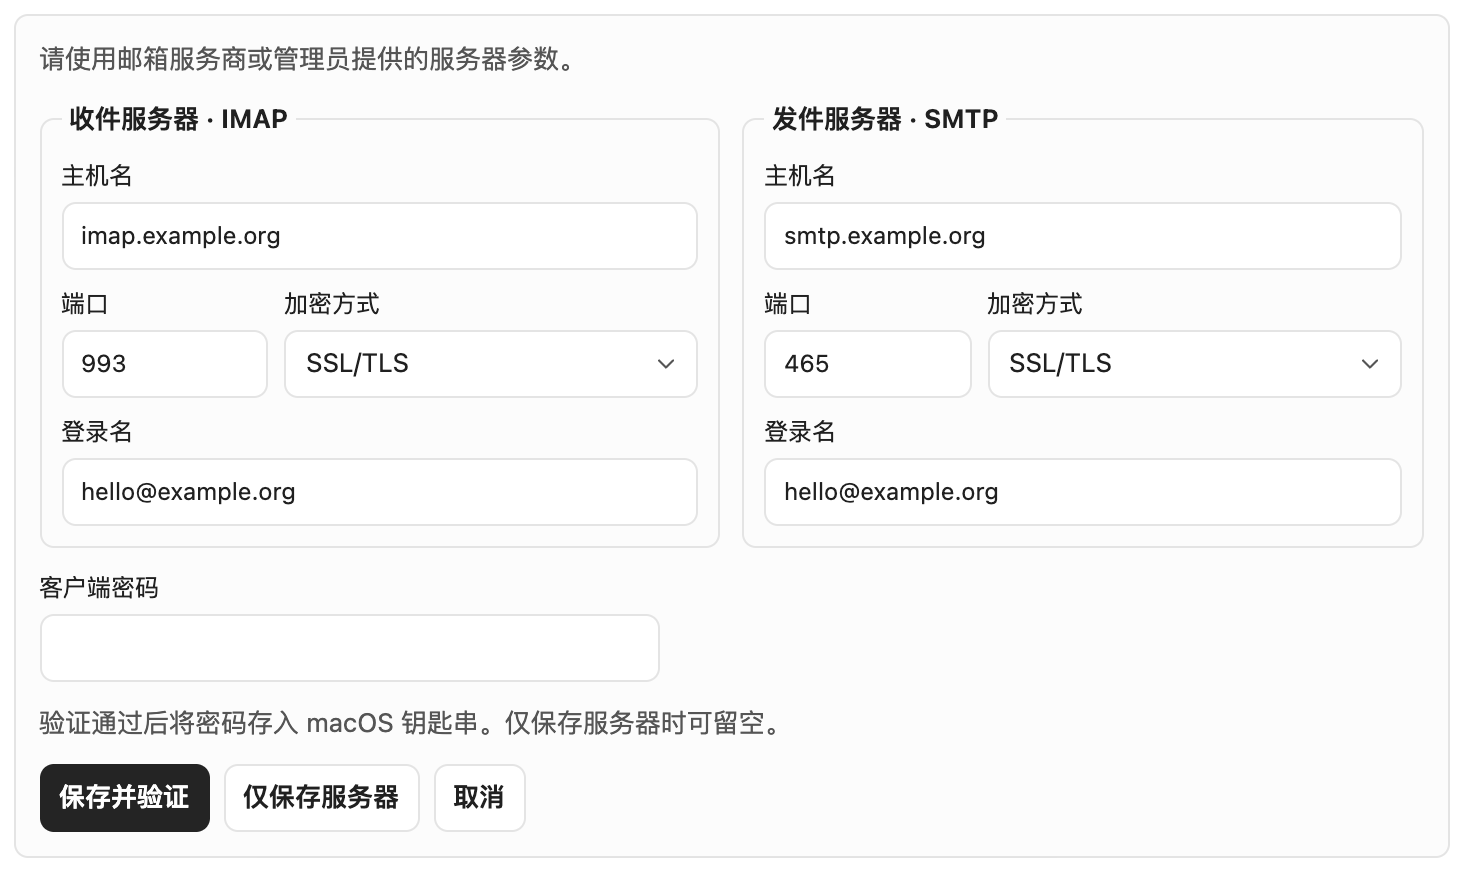 请使用邮箱服务商或管理员提供的服务器参数。
收件服务器 · IMAP
主机名
imap.example.org
端口 加密方式
993 SSL/TLS
登录名
hello@example.org
发件服务器 · SMTP
主机名
smtp.example.org
端口 加密方式
465 SSL/TLS
登录名
hello@example.org
客户端密码
验证通过后将密码存入 macOS 钥匙串。仅保存服务器时可留空。
保存并验证 仅保存服务器 取消